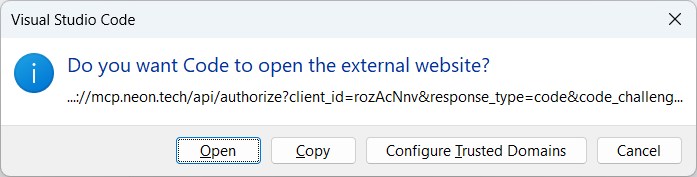 Visual Studio Code
Do you want Code to open the external website?
...://mcp.neon.tech/api/authorize?client_id=rozAcNnv&response_type=code&code_challeng...
Open
Copy
Configure Trusted Domains
Cancel